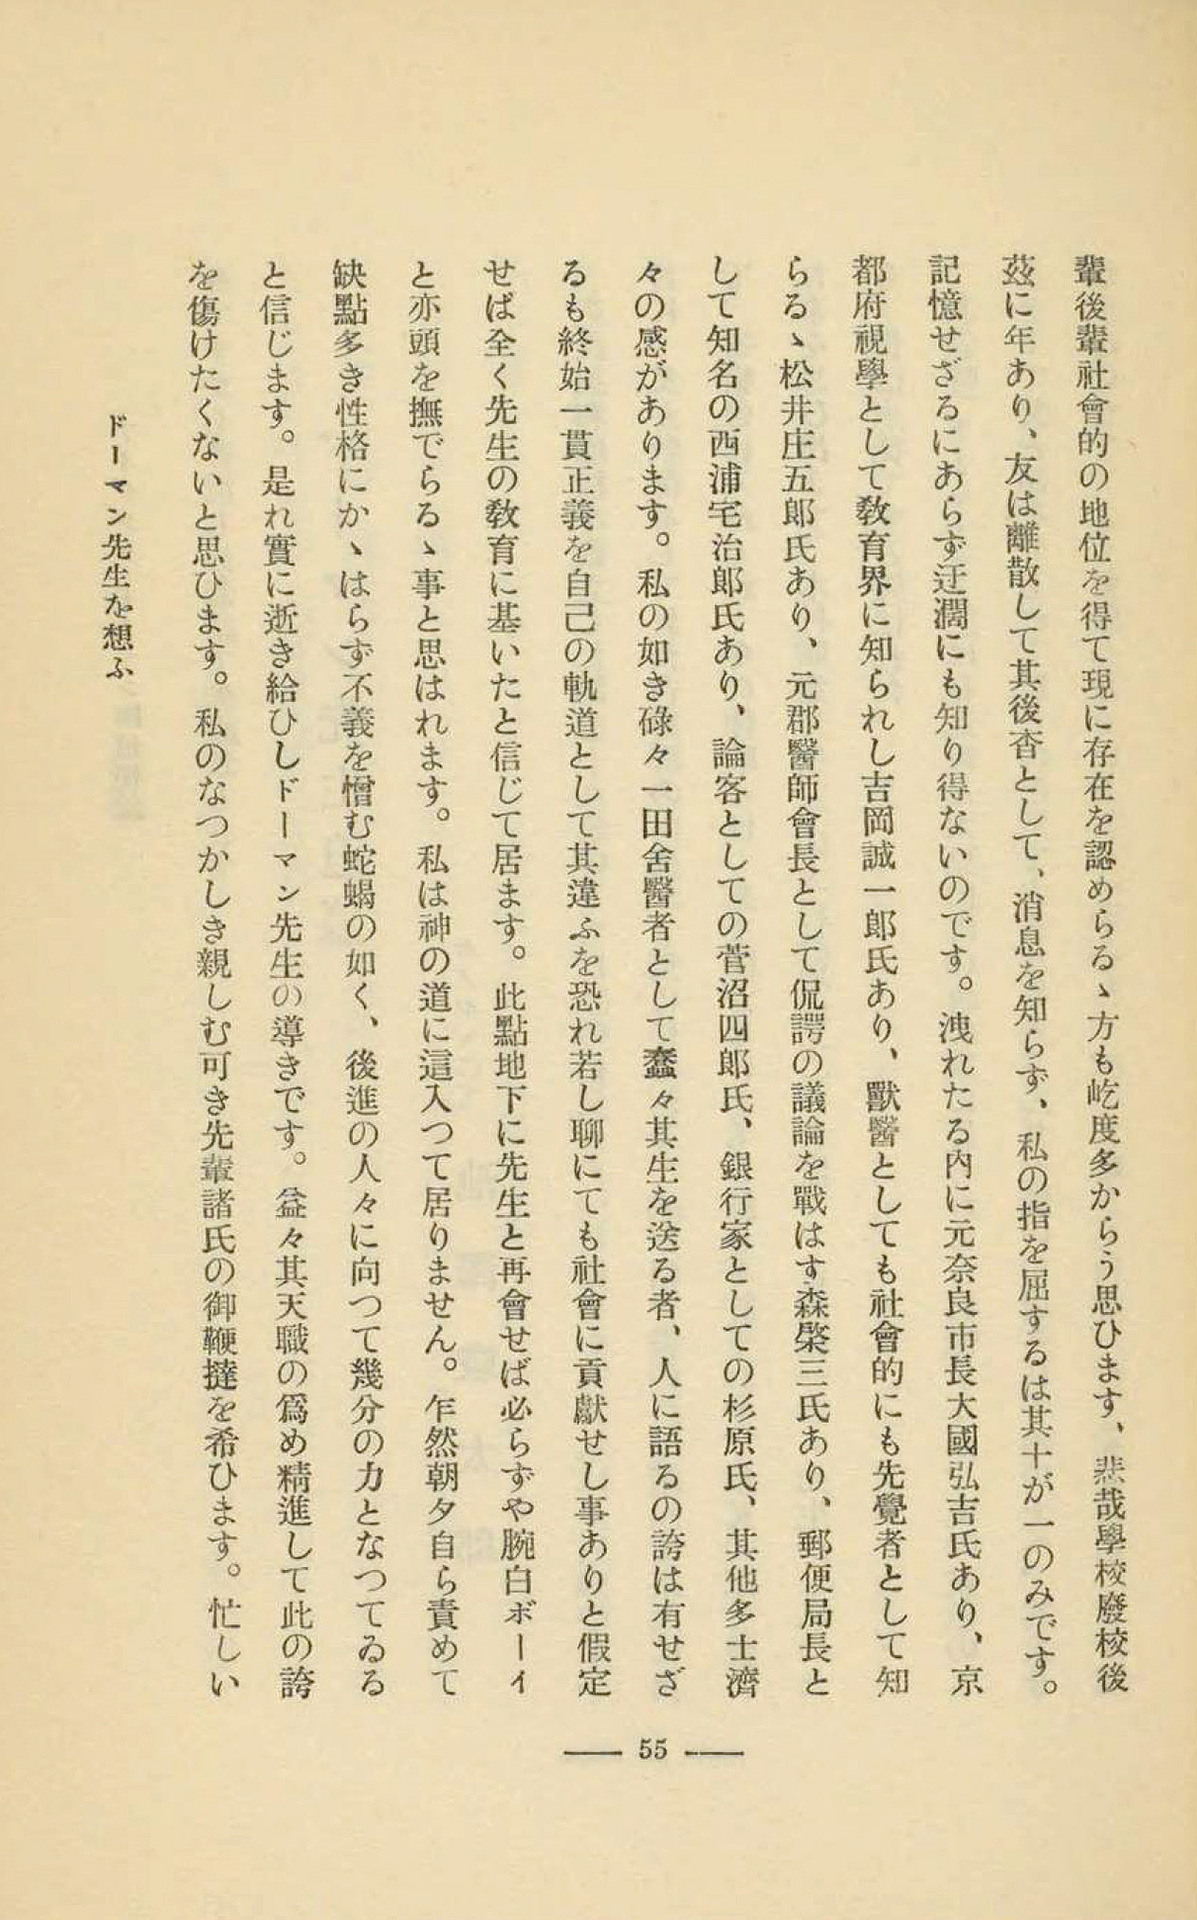 輩後輩社會的の地位を得て現に存在を認めらるゝ方も屹度多からう思ひます、悲哉學校廢校後
茲に年あり、友は離散して其後杳として、消息を知らず、私の指を屈するは其十が一のみです。
記憶せざるにあらず迂濶にも知り得ないのです。洩れたる內に元奈良市長大國弘吉氏あり、京
都府視學として敎育界に知られし吉岡誠一郎氏あり、獸醫としても社會的にも先覺者として知
らるゝ松井庄五郎氏あり、元郡醫師會長として侃諤の議論を戰はす森棨三氏あり、郵便局長と
して知名の西浦宅治郎氏あり、論客としての菅沼四郎氏、銀行家としての杉原氏、其他多士濟
々の感があります。私の如き碌々一田舍醫者として蠢々其生を送る者、人に語るの誇は有せざ
るも終始一貫正義を自己の軌道として其違ふを恐れ若し聊にても社會に貢獻せし事ありと假定
せば全く先生の敎育に基いたと信じて居ます。此點地下に先生と再會せば必らずや腕白ボーイ
と亦頭を撫でらるゝ事と思はれます。私は神の道に這入つて居りません。乍然朝夕自ら責めて
缺點多き性格にかゝはらず不義を憎む蛇蝎の如く、後進の人々に向つて幾分の力となつてゐる
と信じます。是れ實に逝き給ひしドーマン先生の導きです。益々其天職の爲め精進して此の誇
を傷けたくないと思ひます。私のなつかしき親しむ可き先輩諸氏の御鞭撻を希ひます。忙しい
ドーマン先生を想ふ
55